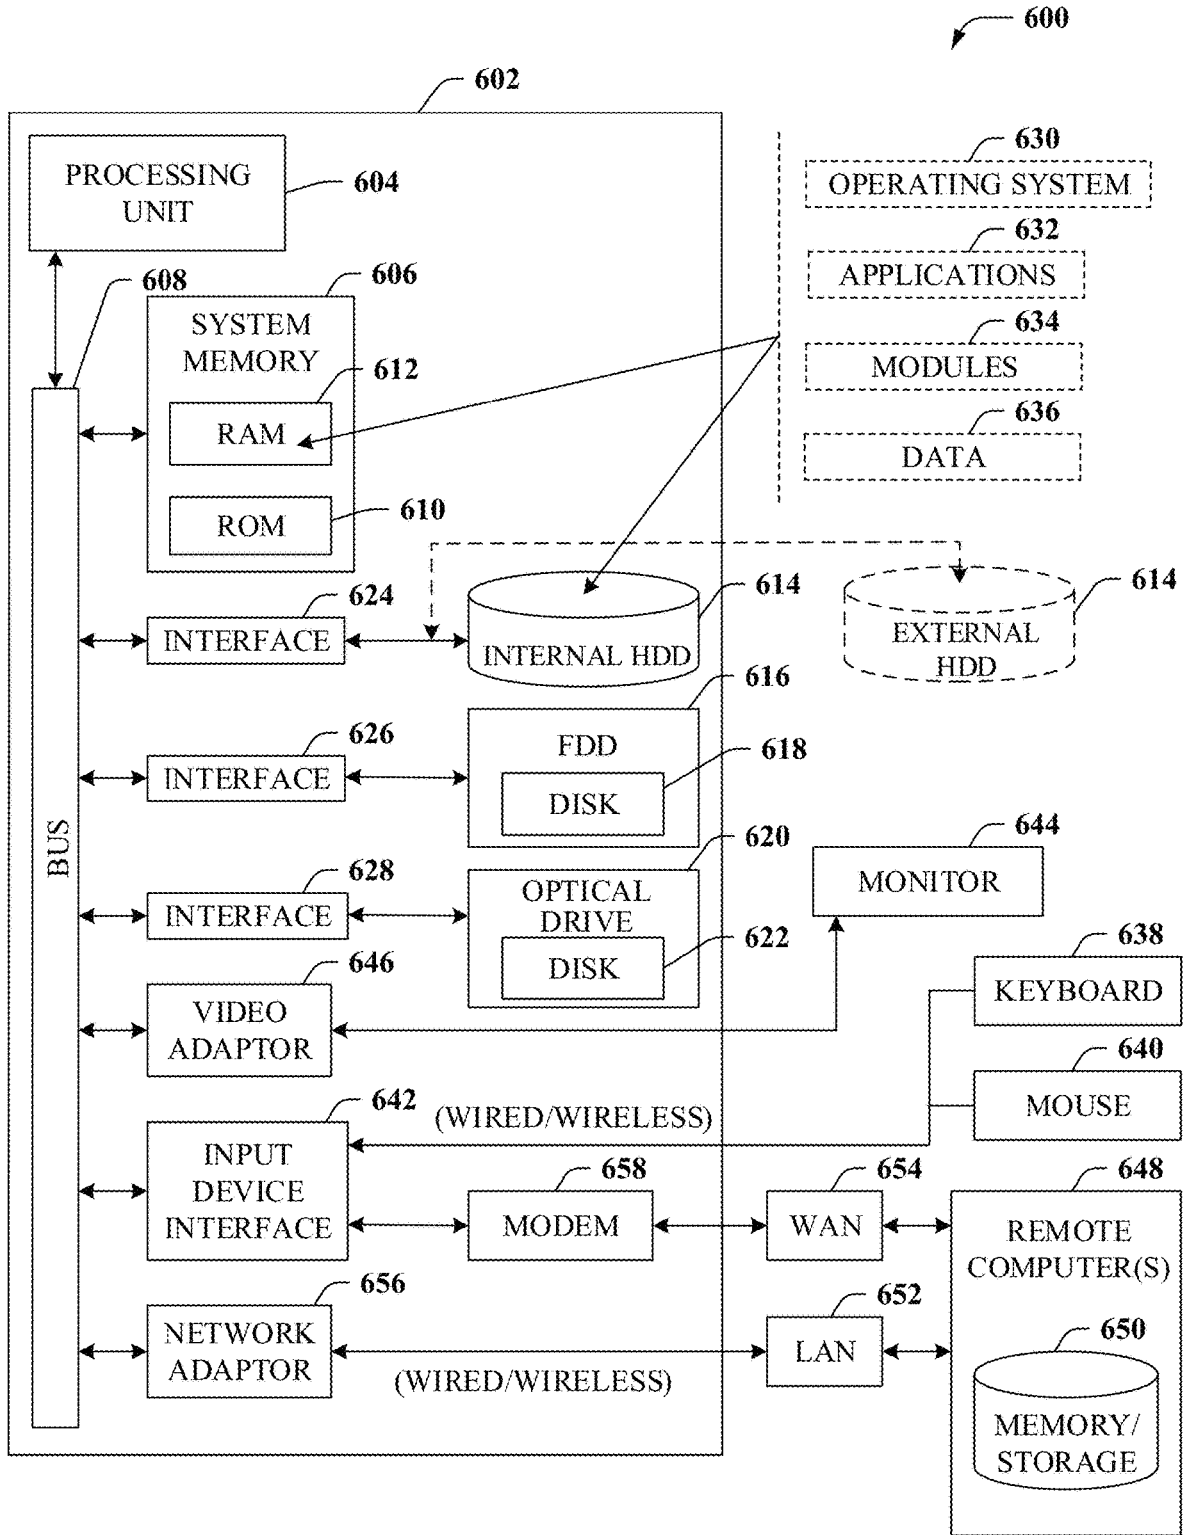 600
602
PROCESSING
UNIT
604
630
OPERATING SYSTEM
632
APPLICATIONS
634
MODULES
636
DATA
608
606
SYSTEM
MEMORY
612
RAM
610
ROM
624
INTERFACE
614
INTERNAL HDD
614
EXTERNAL
HDD
616
FDD
618
DISK
626
INTERFACE
BUS
620
OPTICAL
DRIVE
622
DISK
628
INTERFACE
644
MONITOR
646
VIDEO
ADAPTOR
638
KEYBOARD
640
MOUSE
642
(WIRED/WIRELESS)
INPUT
DEVICE
INTERFACE
658
MODEM
654
WAN
648
REMOTE
COMPUTER(S)
656
NETWORK
ADAPTOR
(WIRED/WIRELESS)
652
LAN
650
MEMORY/
STORAGE